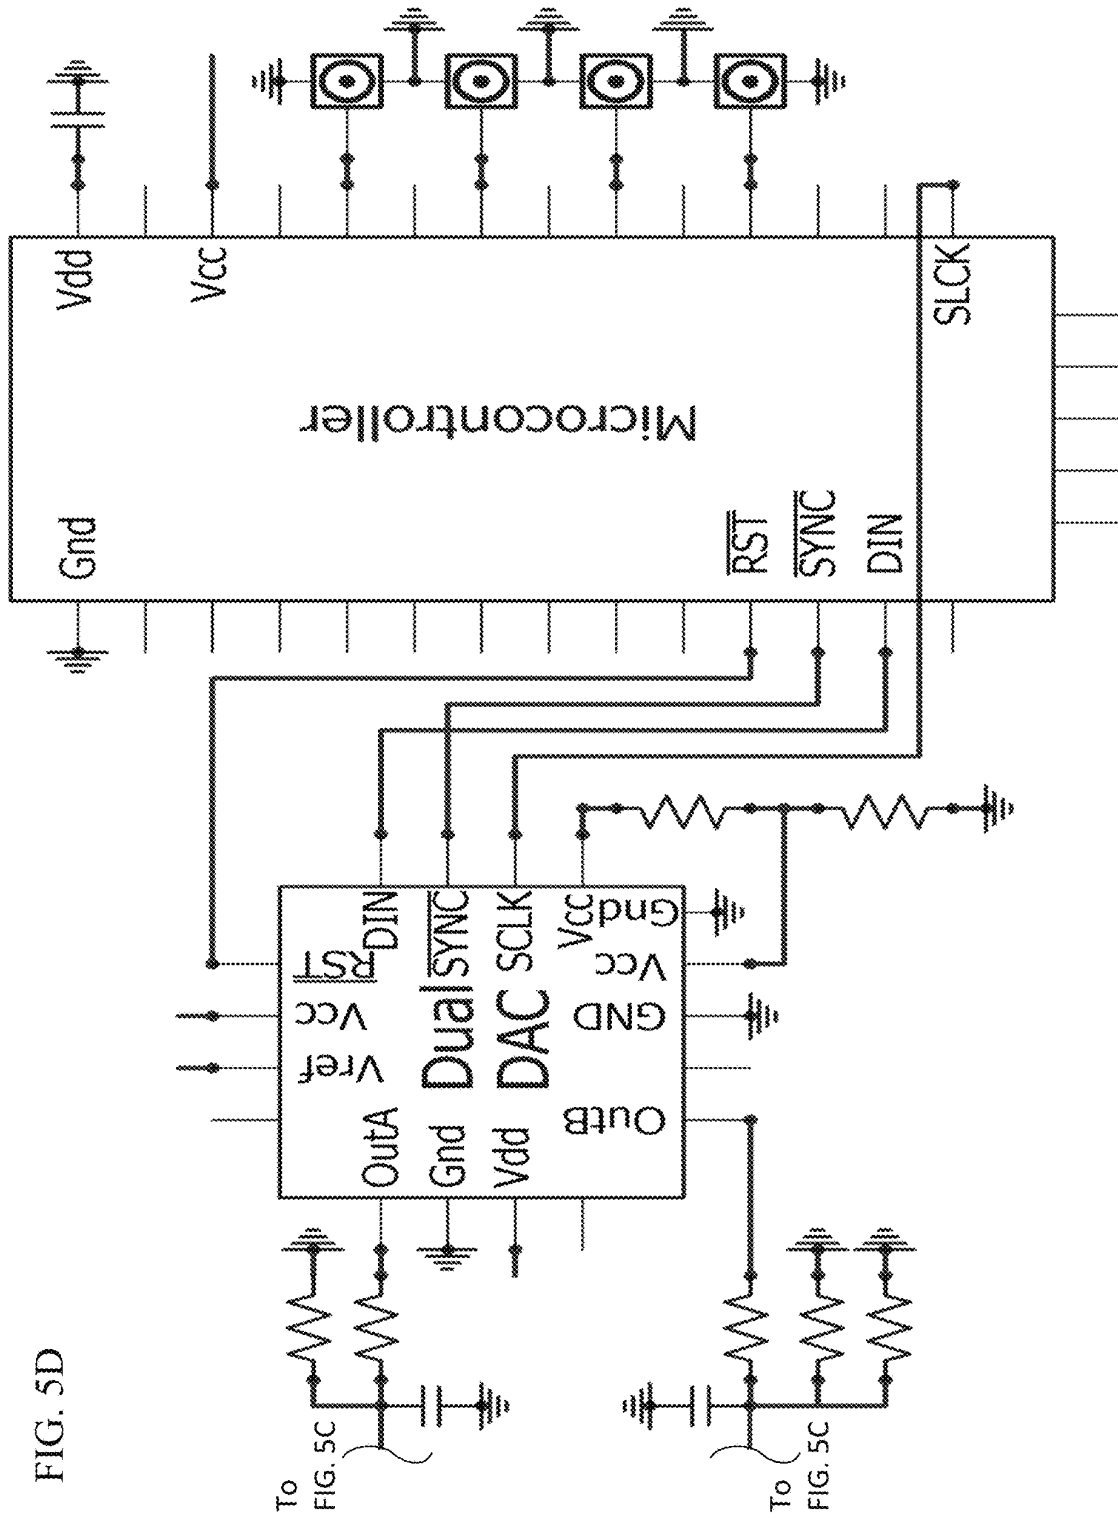 FIG. 5D
To
FIG. 5C
To
FIG. 5C
OutA
Gnd
Vdd
OutB
Vref
Vcc
RST
Dual
DAC
GND
Vcc
Gnd
DIN
SYNC
SCLK
Vcc
Gnd
RST
SYNC
DIN
Microcontroller
Vdd
Vcc
SLCK